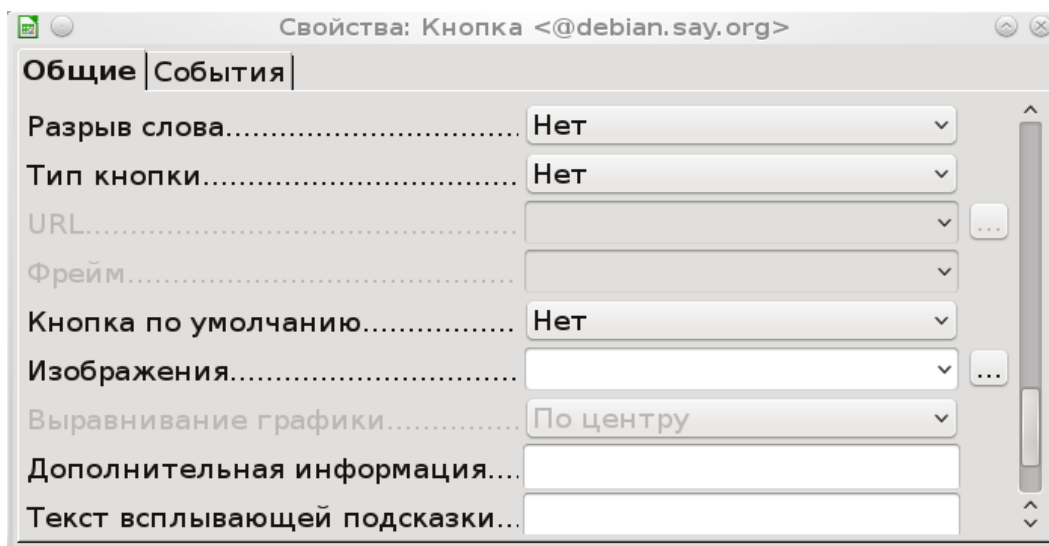 Свойства: Кнопка <@debian.say.org>
Общие События
Разрыв слова................................ Нет
Тип кнопки................................... Нет
URL...............................................
Фрейм...........................................
Кнопка по умолчанию................. Нет
Изображения................................ ...
Выравнивание графики............... По центру
Дополнительная информация....
Текст всплывающей подсказки...